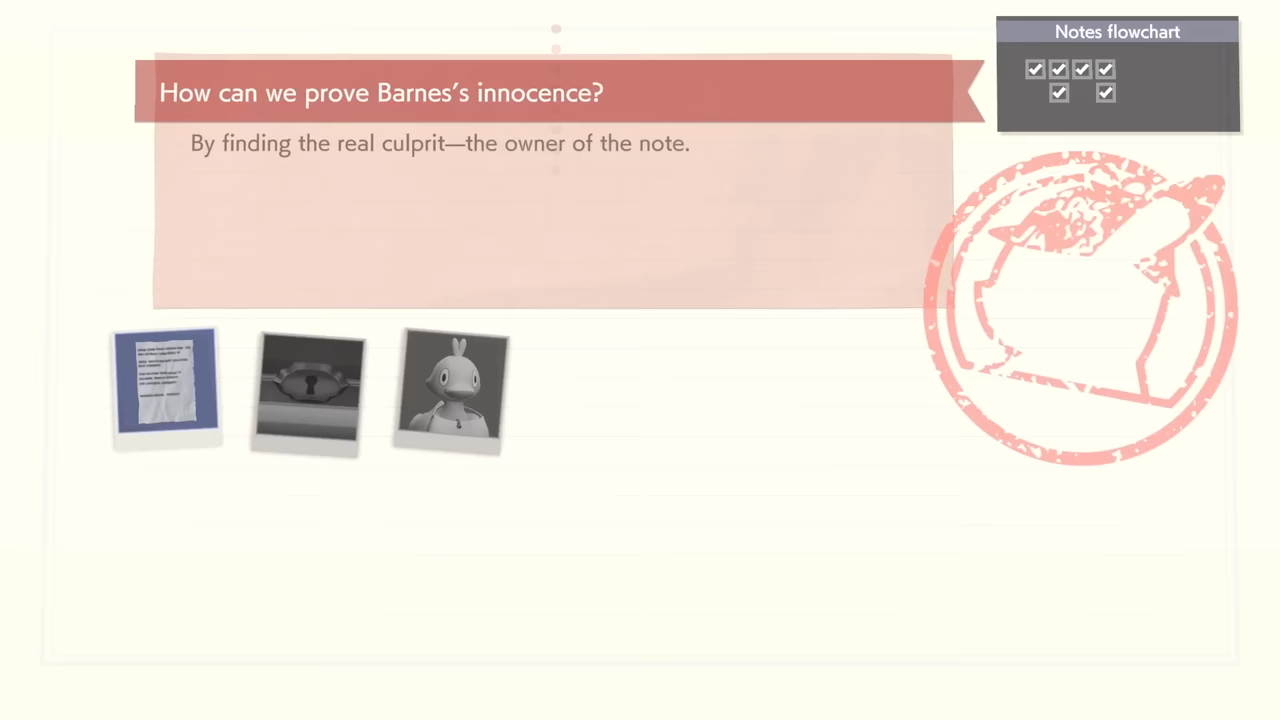 Notes flowchart
How can we prove Barnes's innocence?
By finding the real culprit—the owner of the note.